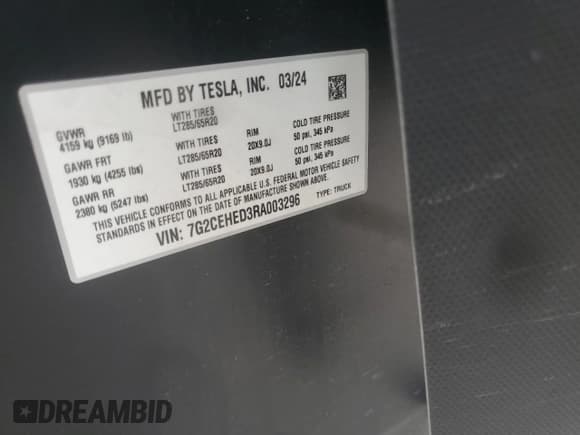 MFD BY TESLA, INC. 03/24
GVWR
4159 kg (9169 lb)
WITH TIRES
LT285/65R20
RIM
20X9.0J
COLD TIRE PRESSURE
50 psi, 345 kPa
GAWR FRT
1930 kg (4255 lbs)
WITH TIRES
LT285/65R20
RIM
20X9.0J
COLD TIRE PRESSURE
50 psi, 345 kPa
GAWR RR
2380 kg (5247 lbs)
THIS VEHICLE CONFORMS TO ALL APPLICABLE U.S. FEDERAL MOTOR VEHICLE SAFETY
STANDARDS IN EFFECT ON THE DATE OF MANUFACTURE SHOWN ABOVE.
VIN: 7G2CEHED3RA003296 TYPE: TRUCK
DREAMBID